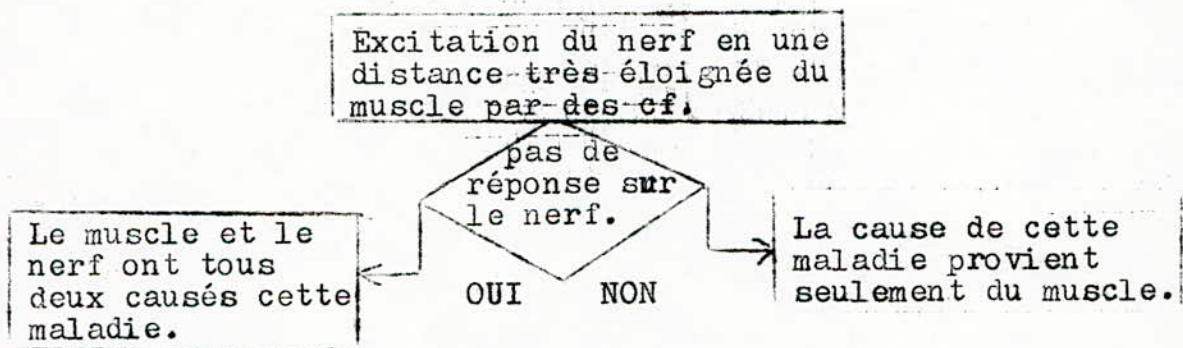 Excitation du nerf en une
distance très éloignée du
muscle par des cf.
pas de
réponse sur
le nerf.
Le muscle et le
nerf ont tous
deux causés cette
maladie.
OUI NON
La cause de cette
maladie provient
seulement du muscle.